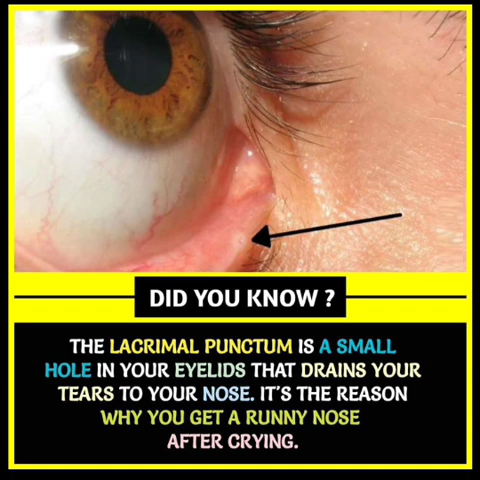 DID YOU KNOW ?
THE LACRIMAL PUNCTUM IS A SMALL
HOLE IN YOUR EYELIDS THAT DRAINS YOUR
TEARS TO YOUR NOSE. IT'S THE REASON
WHY YOU GET A RUNNY NOSE
AFTER CRYING.